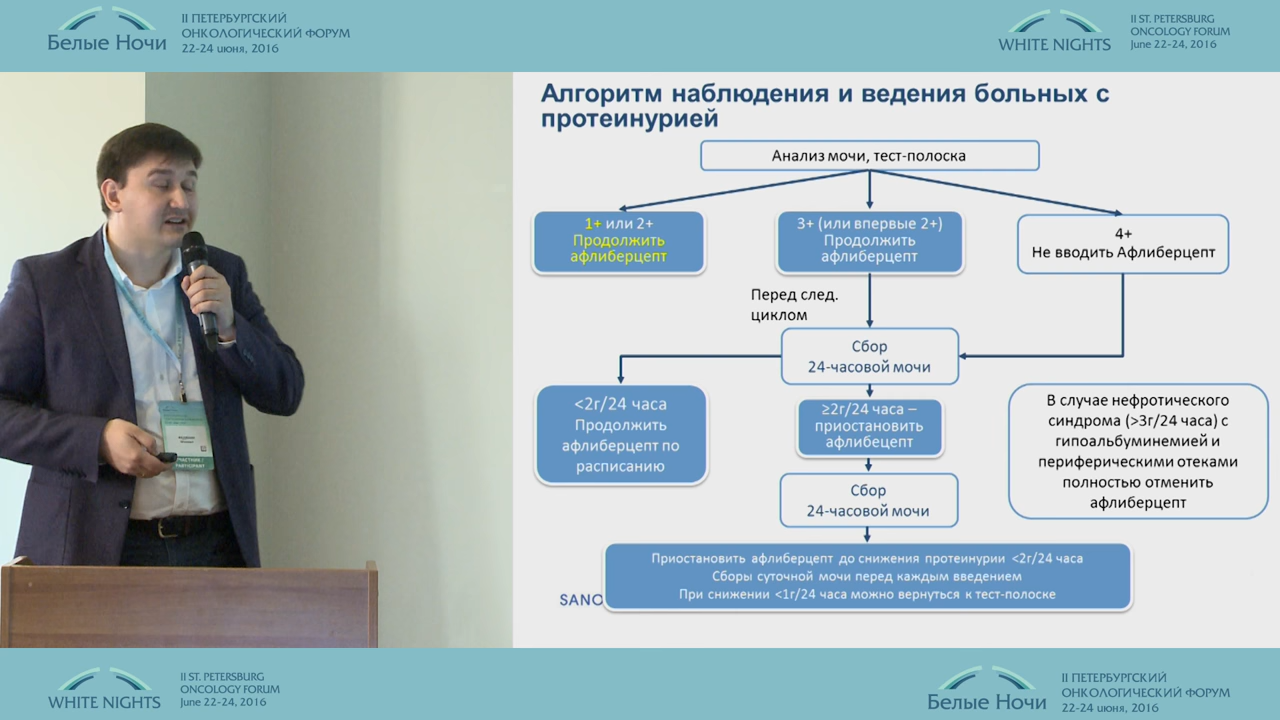 Белые Ночи
II ПЕТЕРБУРГСКИЙ
ОНКОЛОГИЧЕСКИЙ ФОРУМ
22-24 июня, 2016
WHITE NIGHTS
II ST. PETERSBURG
ONCOLOGY FORUM
June 22-24, 2016
Алгоритм наблюдения и ведения больных с
протеинурией
Анализ мочи, тест-полоска
1+ или 2+
Продолжить
афлиберцепт
3+ (или впервые 2+)
Продолжить
афлиберцепт
4+
Не вводить Афлиберцепт
Перед след.
циклом
Сбор
24-часовой мочи
<2г/24 часа
Продолжить
афлиберцепт по
расписанию
≥2г/24 часа –
приостановить
афлибецепт
В случае нефротического
синдрома (>3г/24 часа) с
гипоальбуминемией и
периферическими отеками
полностью отменить
афлиберцепт
Сбор
24-часовой мочи
Приостановить афлиберцепт до снижения протеинурии <2г/24 часа
Сборы суточной мочи перед каждым введением
При снижении <1г/24 часа можно вернуться к тест-полоске
SANO
WHITE NIGHTS
II ST. PETERSBURG
ONCOLOGY FORUM
June 22-24, 2016
Белые Ночи
II ПЕТЕРБУРГСКИЙ
ОНКОЛОГИЧЕСКИЙ ФОРУМ
22-24 июня, 2016